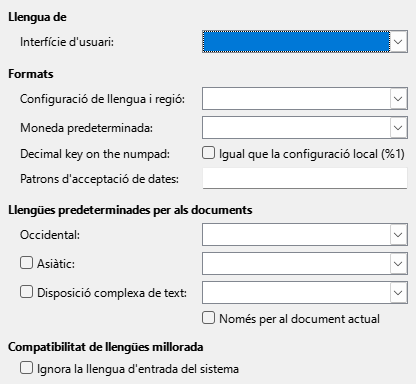 Llengua de
Interfície d'usuari:
Formats
Configuració de llengua i regió:
Moneda predeterminada:
Decimal key on the numpad: Igual que la configuració local (%1)
Patrons d'acceptació de dates:
Llengües predeterminades per als documents
Occidental:
Asiàtic:
Disposició complexa de text:
Només per al document actual
Compatibilitat de llengües millorada
Ignora la llengua d'entrada del sistema